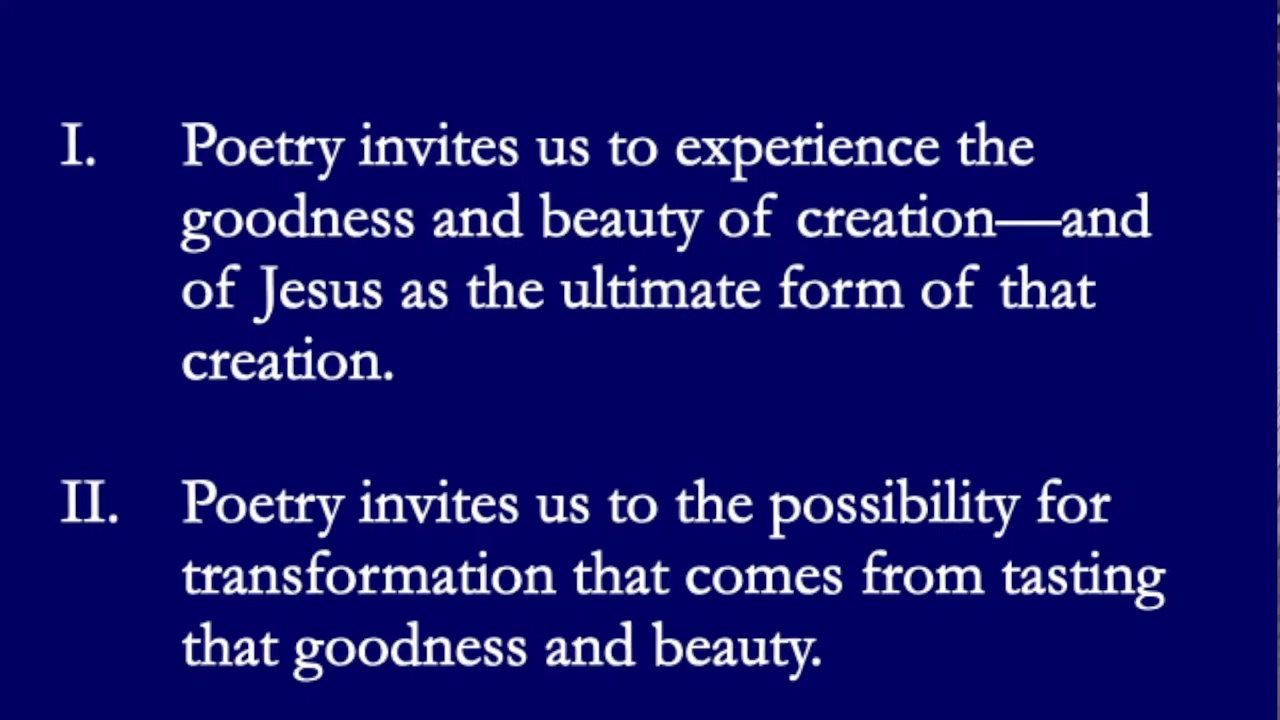 I. Poetry invites us to experience the
goodness and beauty of creation—and
of Jesus as the ultimate form of that
creation.
II. Poetry invites us to the possibility for
transformation that comes from tasting
that goodness and beauty.